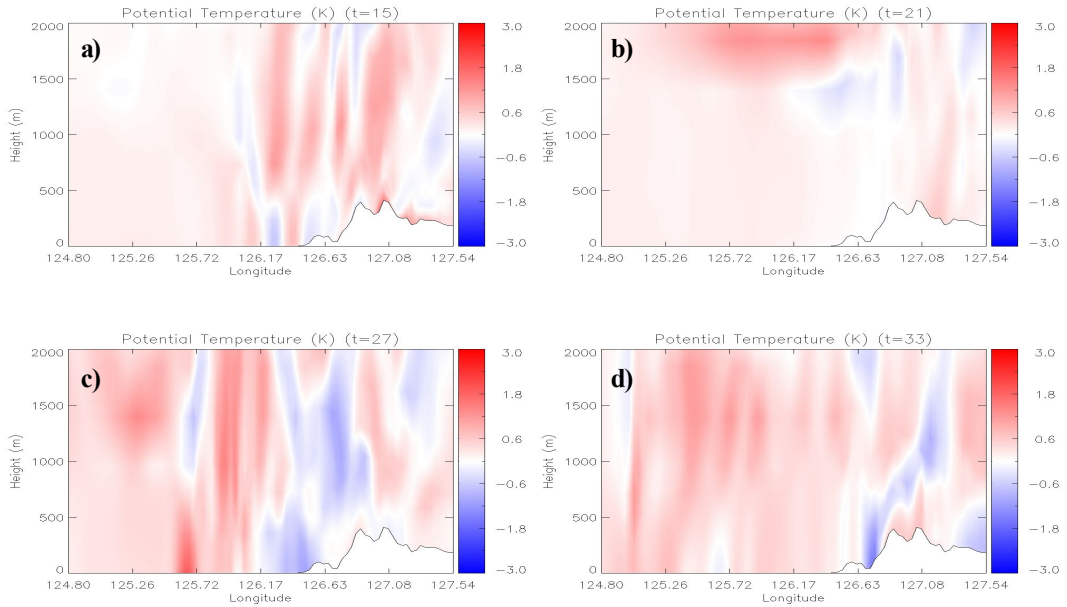 Potential Temperature (K) (t=15)
a)
2000
1500
1000
500
0
Height (m)
124.80 125.26 125.72 126.17 126.63 127.08 127.54
Longitude
3.0
1.8
0.6
−0.6
−1.8
−3.0
Potential Temperature (K) (t=21)
b)
2000
1500
1000
500
0
Height (m)
124.80 125.26 125.72 126.17 126.63 127.08 127.54
Longitude
3.0
1.8
0.6
−0.6
−1.8
−3.0
Potential Temperature (K) (t=27)
c)
2000
1500
1000
500
0
Height (m)
124.80 125.26 125.72 126.17 126.63 127.08 127.54
Longitude
3.0
1.8
0.6
−0.6
−1.8
−3.0
Potential Temperature (K) (t=33)
d)
2000
1500
1000
500
0
Height (m)
124.80 125.26 125.72 126.17 126.63 127.08 127.54
Longitude
3.0
1.8
0.6
−0.6
−1.8
−3.0